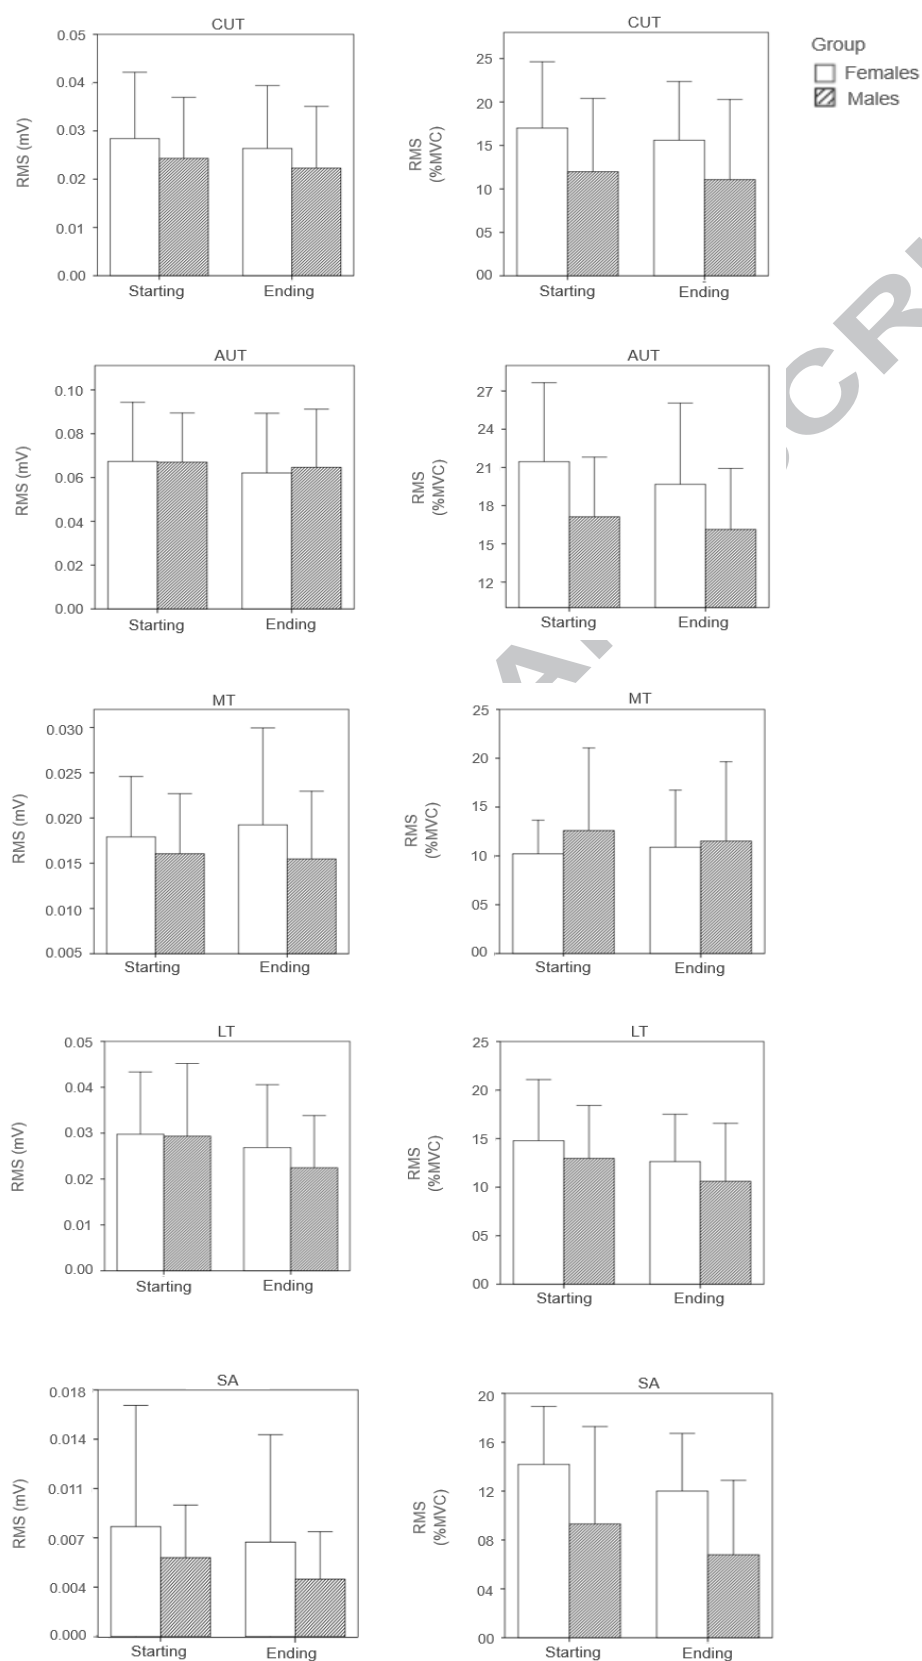 CUT
CUT
Group
Females
Males
0.05
0.04
0.03
0.02
0.01
0.00
RMS (mV)
Starting
Ending
25
20
15
10
05
00
RMS
(%MVC)
Starting
Ending
AUT
0.10
0.08
0.06
0.04
0.02
0.00
RMS (mV)
Starting
Ending
AUT
27
24
21
18
15
12
RMS
(%MVC)
Starting
Ending
MT
0.030
0.025
0.020
0.015
0.010
0.005
RMS (mV)
Starting
Ending
MT
25
20
15
10
05
00
RMS
(%MVC)
Starting
Ending
LT
0.05
0.04
0.03
0.02
0.01
0.00
RMS (mV)
Starting
Ending
LT
25
20
15
10
05
00
RMS
(%MVC)
Starting
Ending
SA
0.018
0.014
0.011
0.007
0.004
0.000
RMS (mV)
Starting
Ending
SA
20
16
12
08
04
00
RMS
(%MVC)
Starting
Ending